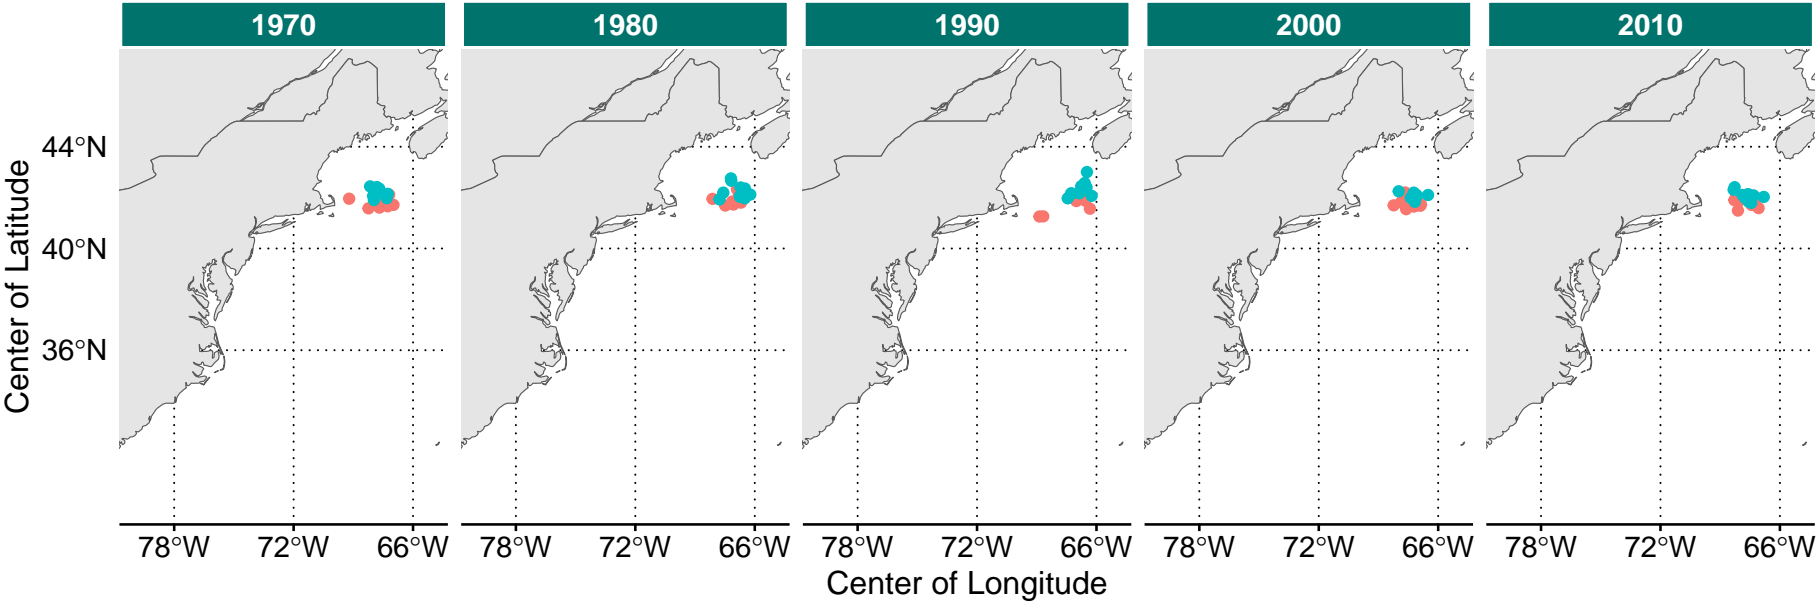 1970 1980 1990 2000 2010
44°N
40°N
36°N
Center of Latitude
78°W 72°W 66°W 78°W 72°W 66°W 78°W 72°W 66°W 78°W 72°W 66°W 78°W 72°W 66°W
Center of Longitude